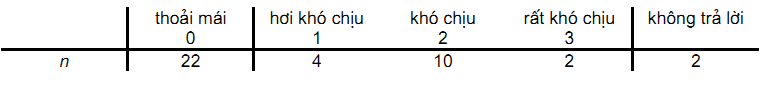 thoải mái hơi khó chịu khó chịu rất khó chịu không trả lời
0 1 2 3
n 22 4 10 2 2